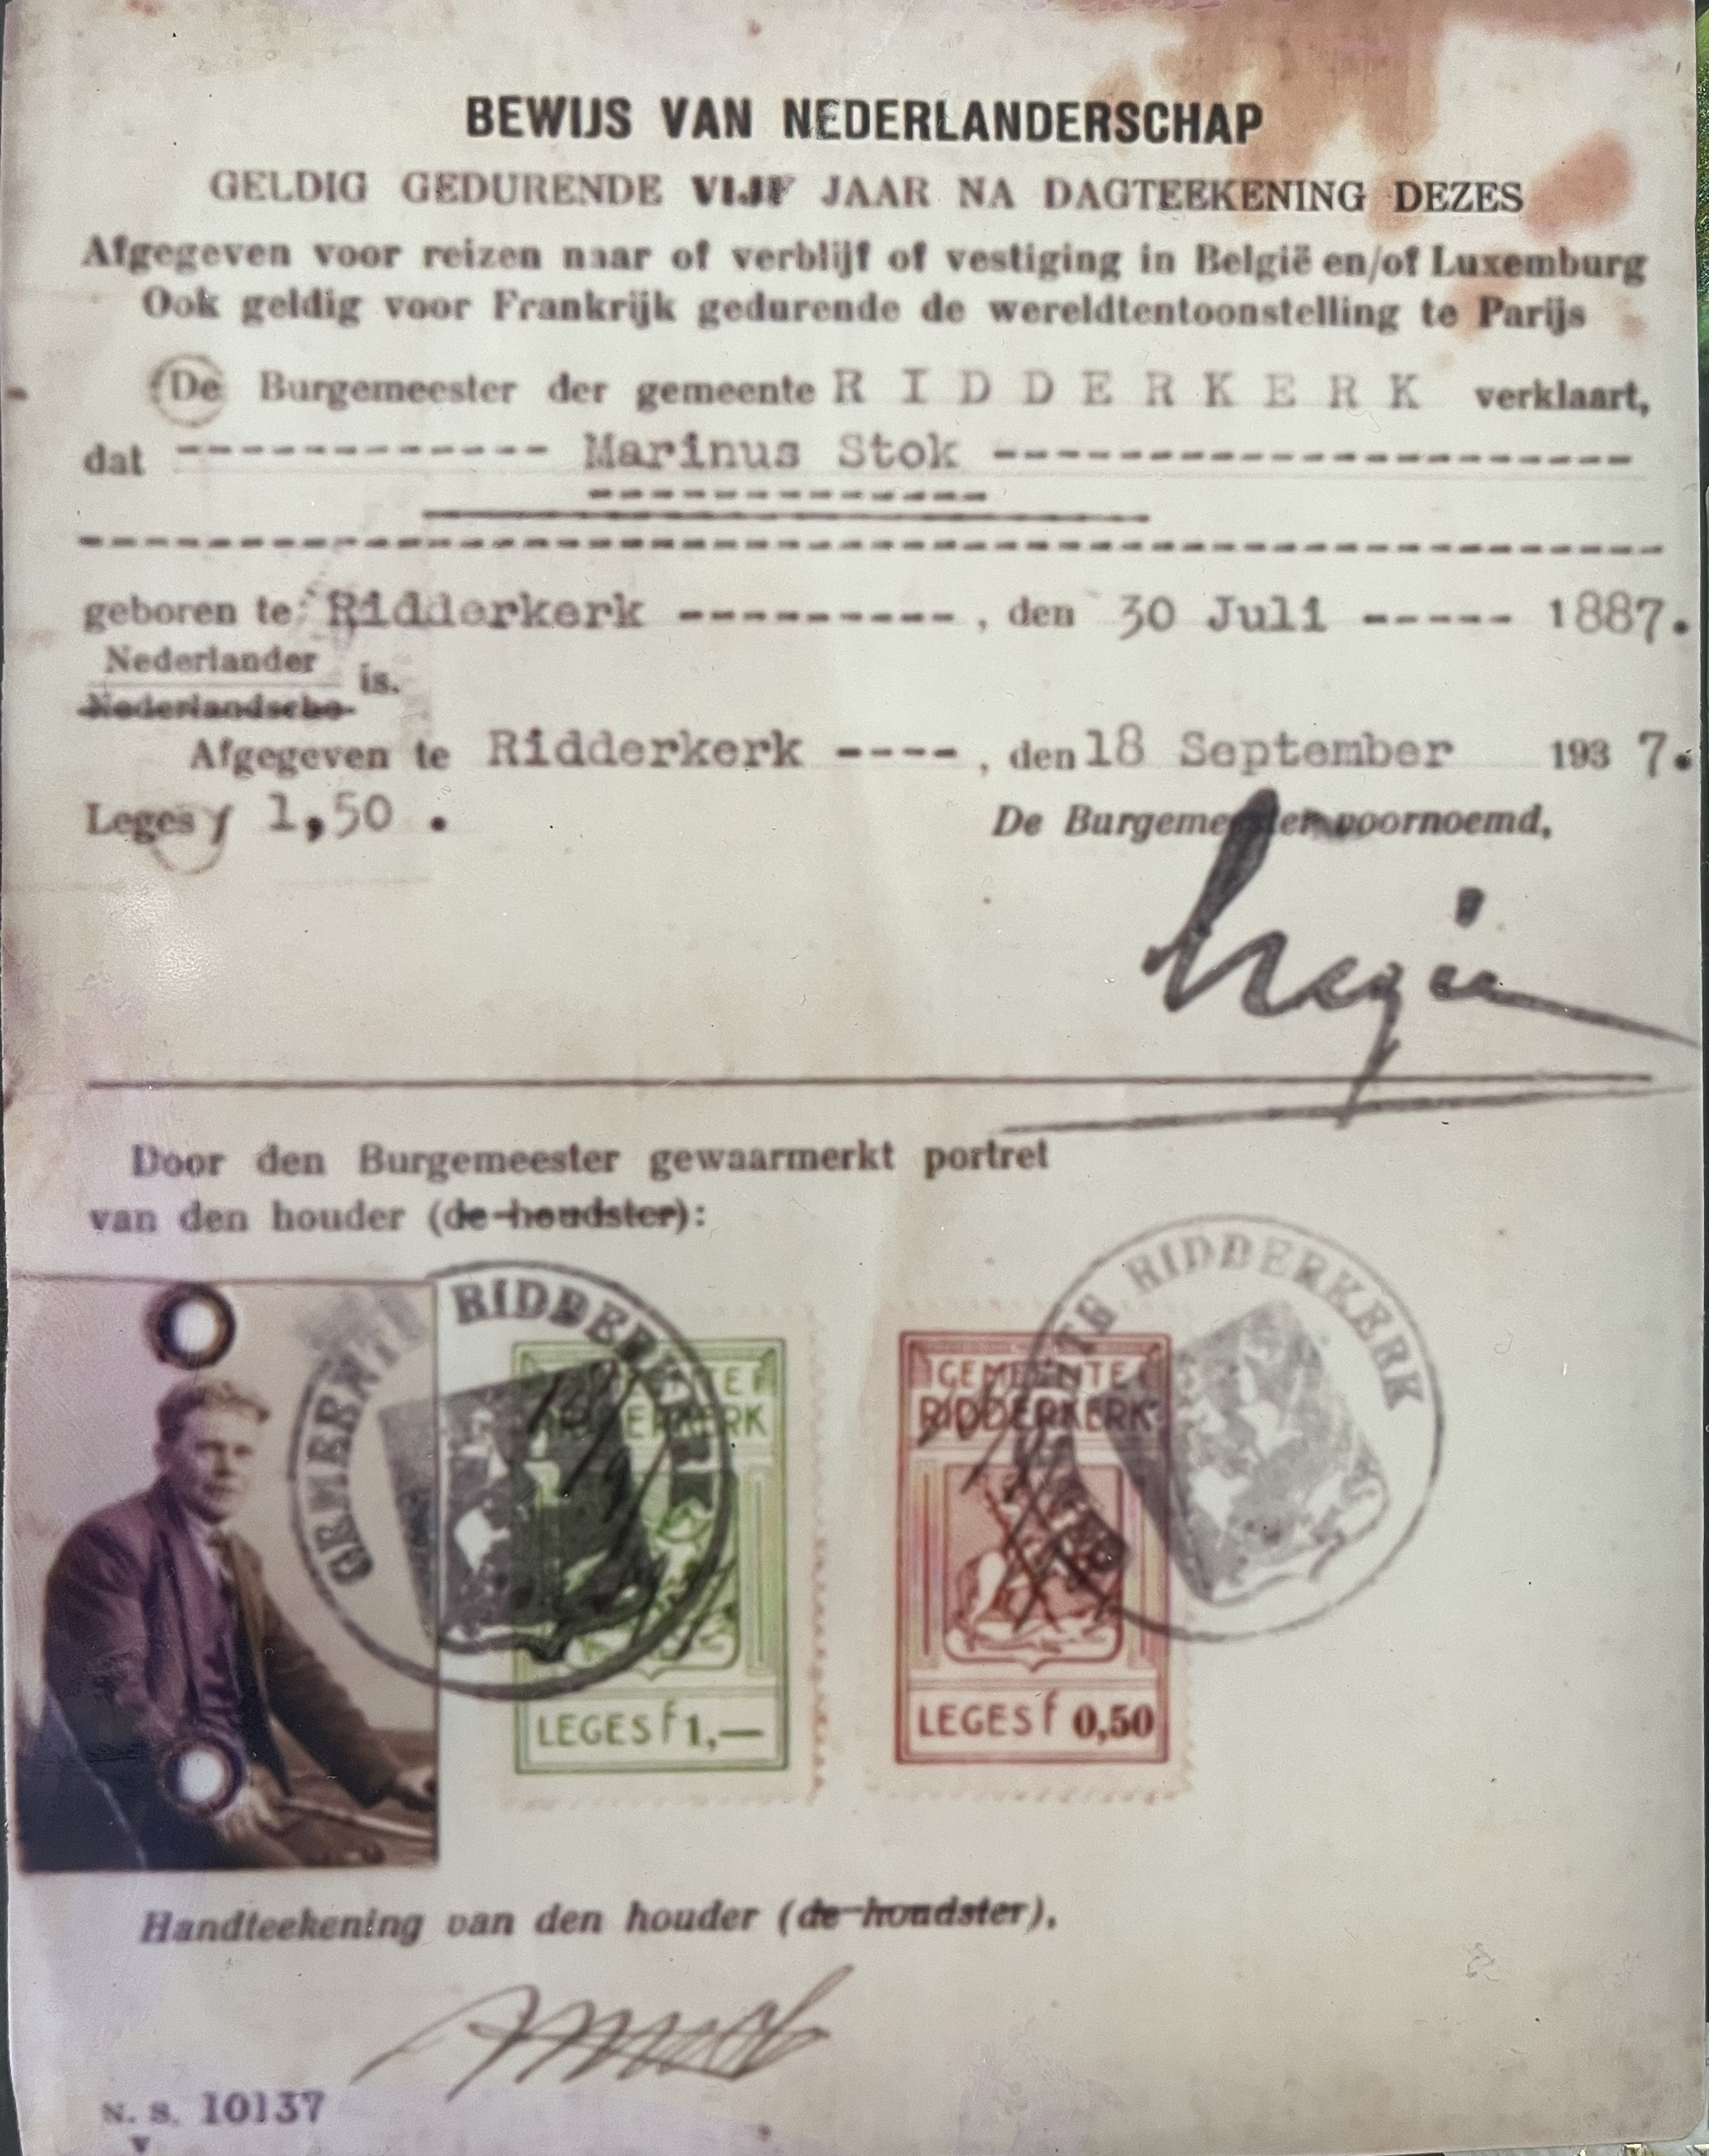 BEWIJS VAN NEDERLANDERSCHAP
GELDIG GEDURENDE VIJF JAAR NA DAGTEEKENING DEZES
Afgegeven voor reizen naar of verblijf of vestiging in België en/of Luxemburg
Ook geldig voor Frankrijk gedurende de wereldtentoonstelling te Parijs
De Burgemeester der gemeente R I D D E R K E R K verklaart,
dat ------------ Marinus Stok --------------------
geboren te Ridderkerk ---------, den 30 Juli ----- 1887.
Nederlander
Nederlandsche is.
Afgegeven te Ridderkerk ----, den 18 September 1937.
Leges f 1,50 .
De Burgemeester voornoemd,
Door den Burgemeester gewaarmerkt portret
van den houder (de houdster):
GEMEENTE RIDDERKERK
GEMEENTE
RIDDERKERK
LEGES f 1,—
GEMEENTE
RIDDERKERK
LEGES f 0,50
GEMEENTE RIDDERKERK
Handteekening van den houder (de houdster),
N. S. 10137
v